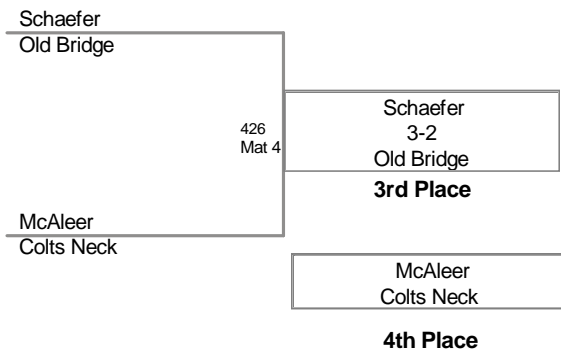 Schaefer
Old Bridge
426
Mat 4
Schaefer
3-2
Old Bridge
3rd Place
McAleer
Colts Neck
McAleer
Colts Neck
4th Place